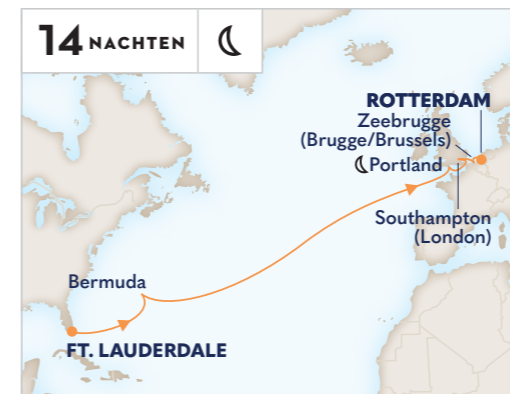 14 NACHTEN
ROTTERDAM
Zeebrugge
(Brugge/Brussels)
Portland
Southampton
(London)
Bermuda
FT. LAUDERDALE